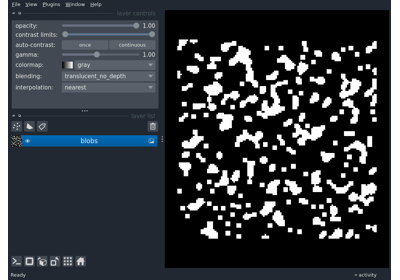 File View Plugins Window Help
layer controls
opacity: 1.00
contrast limits:
auto-contrast: once continuous
gamma: 1.00
colormap: gray
blending: translucent_no_depth
interpolation: nearest
layer list
blobs
Ready activity